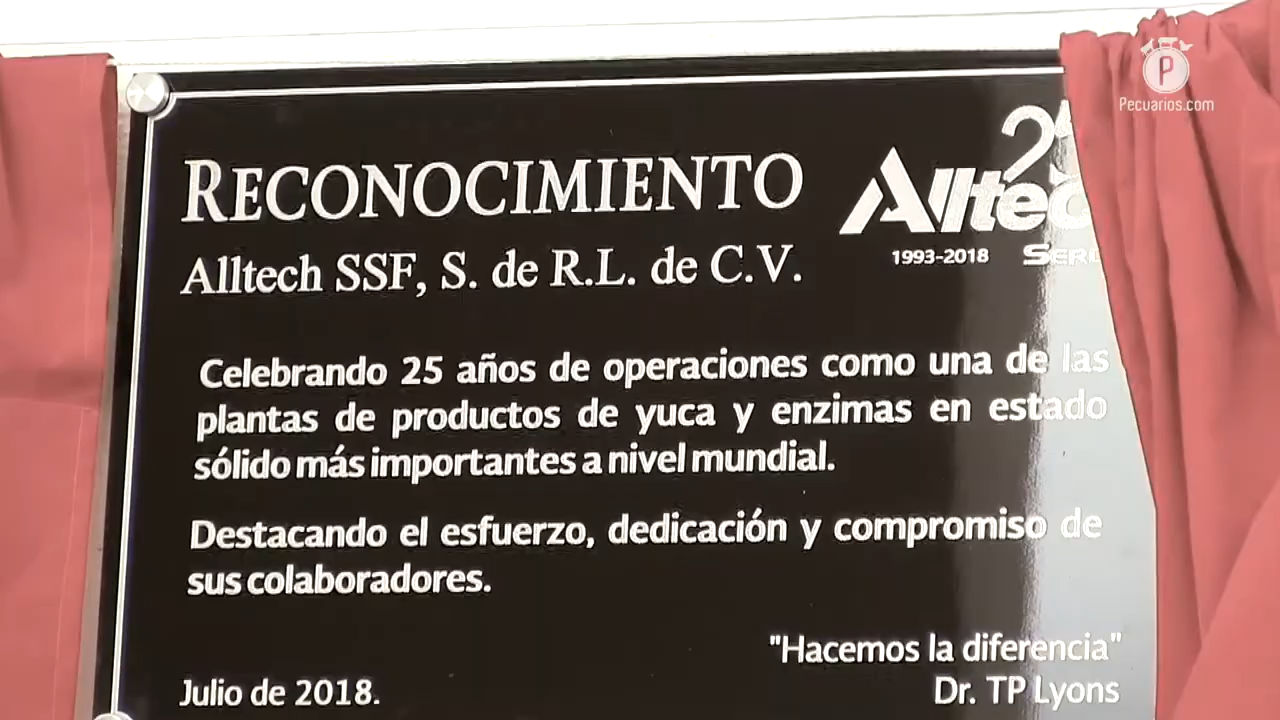 Pecuarios.com
RECONOCIMIENTO
Alltech SSF, S. de R.L. de C.V.
1993-2018
Celebrando 25 años de operaciones como una de las
plantas de productos de yuca y enzimas en estado
sólido más importantes a nivel mundial.
Destacando el esfuerzo, dedicación y compromiso de
sus colaboradores.
"Hacemos la diferencia"
Julio de 2018.
Dr. TP Lyons